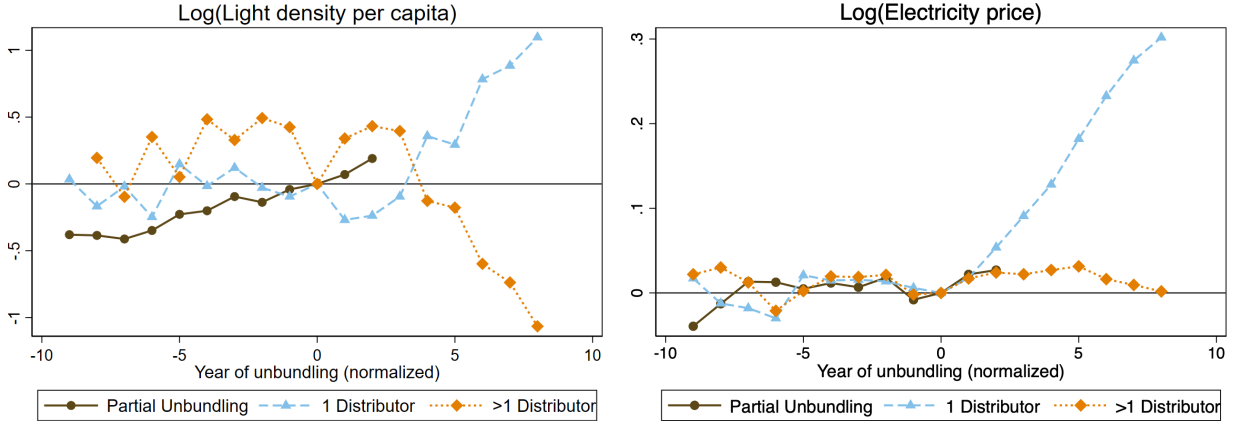 Log(Light density per capita)
1
.5
0
-.5
-1
-10
-5
0
5
10
Year of unbundling (normalized)
Partial Unbundling
1 Distributor
>1 Distributor
Log(Electricity price)
.3
.2
.1
0
-10
-5
0
5
10
Year of unbundling (normalized)
Partial Unbundling
1 Distributor
>1 Distributor